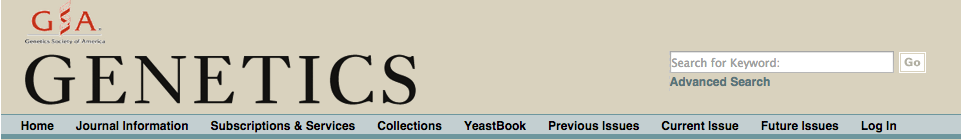 GSA
Genetics Society of America
GENETICS
Search for Keyword:
Go
Advanced Search
Home Journal Information Subscriptions & Services Collections YeastBook Previous Issues Current Issue Future Issues Log In